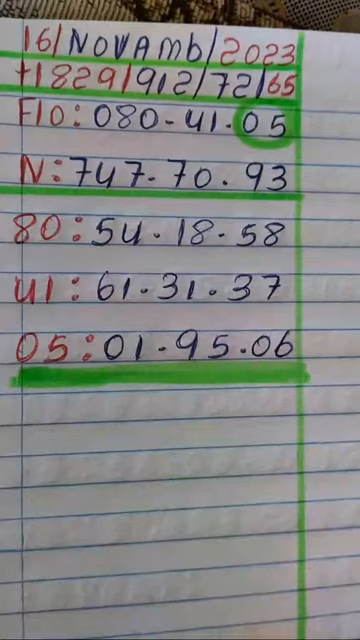 16/NOVAMb/2023
+1829/912/72/65
F10:080-41.05
N:747.70.93
80:54.18.58
41:61.31.37
05:01.95.06